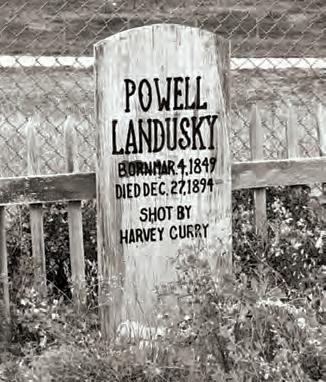 POWELL
LANDUSKY
BORN MAR. 4, 1849
DIED DEC. 27, 1894
SHOT BY
HARVEY CURRY